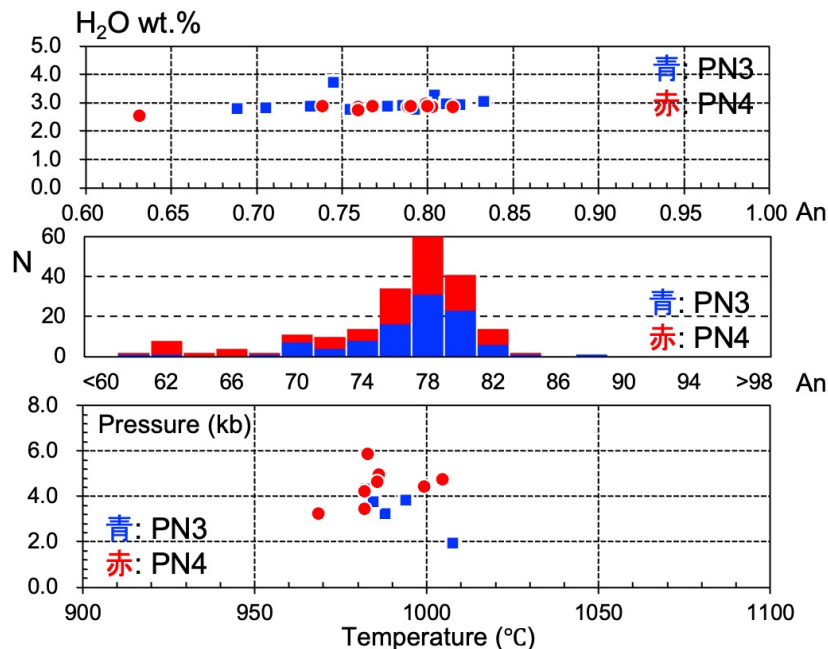 H₂O wt.%
5.0
4.0
3.0
2.0
1.0
0.0
青: PN3
赤: PN4
0.60 0.65 0.70 0.75 0.80 0.85 0.90 0.95 1.00 An
N
60
40
20
0
青: PN3
赤: PN4
<60 62 66 70 74 78 82 86 90 94 >98 An
8.0
6.0
4.0
2.0
0.0
Pressure (kb)
青: PN3
赤: PN4
900 950 1000 1050 1100
Temperature (℃)